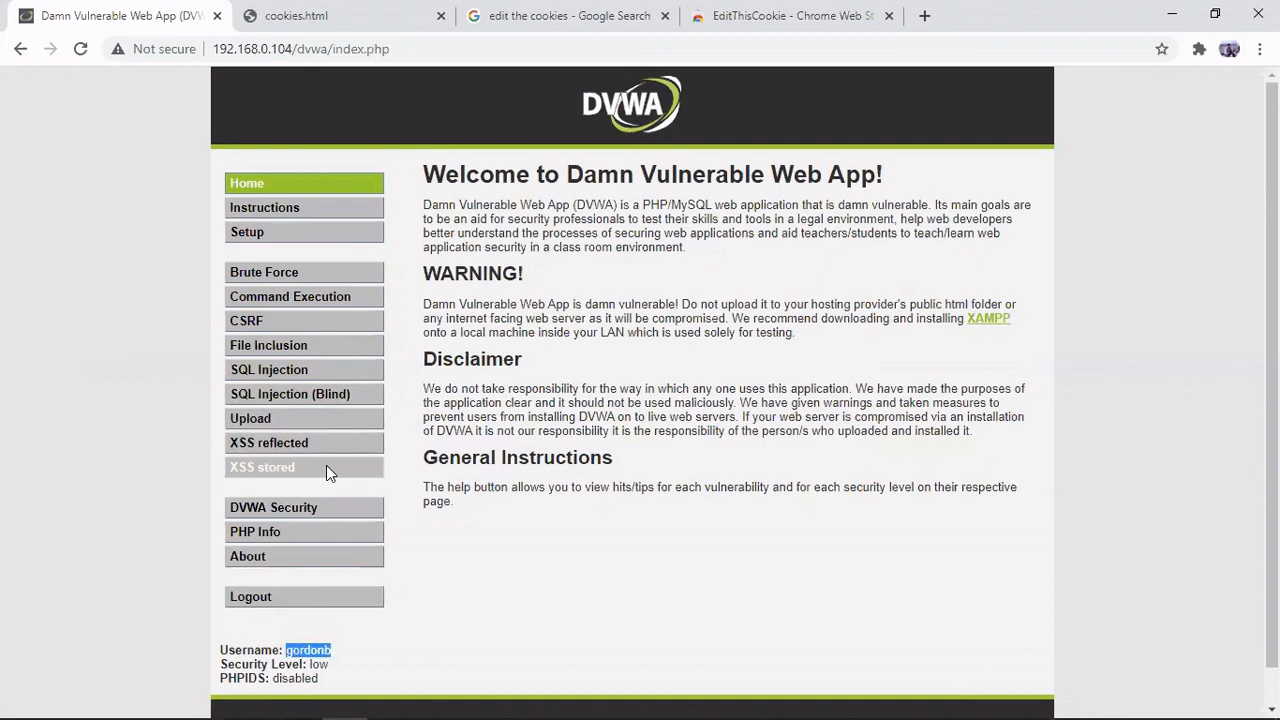 Damn Vulnerable Web App (DVW
cookies.html
edit the cookies - Google Search
EditThisCookie - Chrome Web St
Not secure
192.168.0.104/dvwa/index.php
DVWA
Home
Instructions
Setup
Brute Force
Command Execution
CSRF
File Inclusion
SQL Injection
SQL Injection (Blind)
Upload
XSS reflected
XSS stored
DVWA Security
PHP Info
About
Logout
Username: gordonb
Security Level: low
PHPIDS: disabled
Welcome to Damn Vulnerable Web App!
Damn Vulnerable Web App (DVWA) is a PHP/MySQL web application that is damn vulnerable. Its main goals are
to be an aid for security professionals to test their skills and tools in a legal environment, help web developers
better understand the processes of securing web applications and aid teachers/students to teach/learn web
application security in a class room environment.
WARNING!
Damn Vulnerable Web App is damn vulnerable! Do not upload it to your hosting provider's public html folder or
any internet facing web server as it will be compromised. We recommend downloading and installing XAMPP
onto a local machine inside your LAN which is used solely for testing.
Disclaimer
We do not take responsibility for the way in which any one uses this application. We have made the purposes of
the application clear and it should not be used maliciously. We have given warnings and taken measures to
prevent users from installing DVWA on to live web servers. If your web server is compromised via an installation
of DVWA it is not our responsibility it is the responsibility of the person/s who uploaded and installed it.
General Instructions
The help button allows you to view hits/tips for each vulnerability and for each security level on their respective
page.